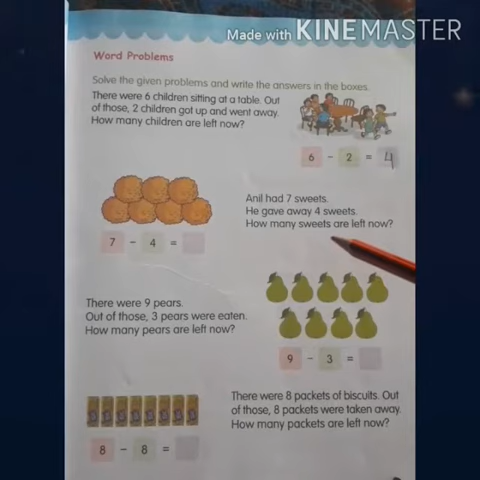 Made with KINEMASTER
Word Problems
Solve the given problems and write the answers in the boxes.
There were 6 children sitting at a table. Out
of those, 2 children got up and went away.
How many children are left now?
6 - 2 = 4
Anil had 7 sweets.
He gave away 4 sweets.
How many sweets are left now?
7 - 4 =
There were 9 pears.
Out of those, 3 pears were eaten.
How many pears are left now?
9 - 3 =
There were 8 packets of biscuits. Out
of those, 8 packets were taken away.
How many packets are left now?
8 - 8 =